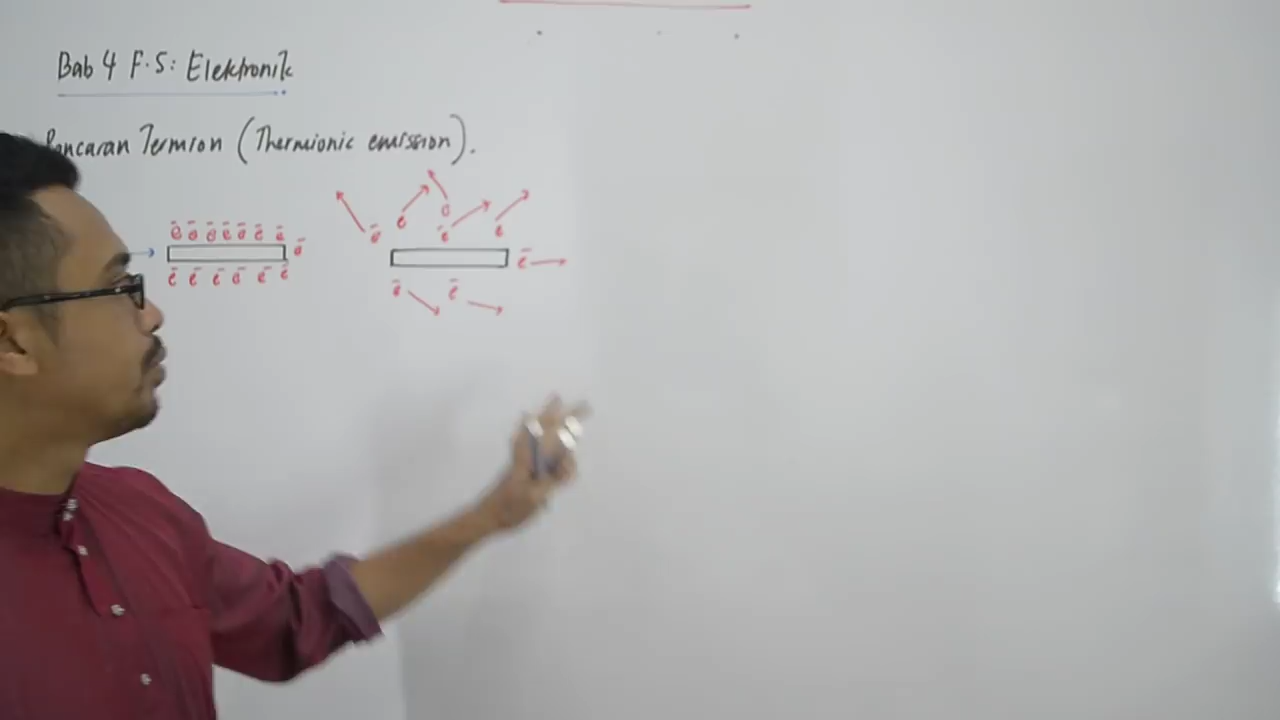 Bab 4 F.5: Elektronik
Pancaran Termion (Thermionic emission).
ē ē ē ē ē ē ē ē
ē ē ē ē ē ē
ē e e ē e
ē
ē ē